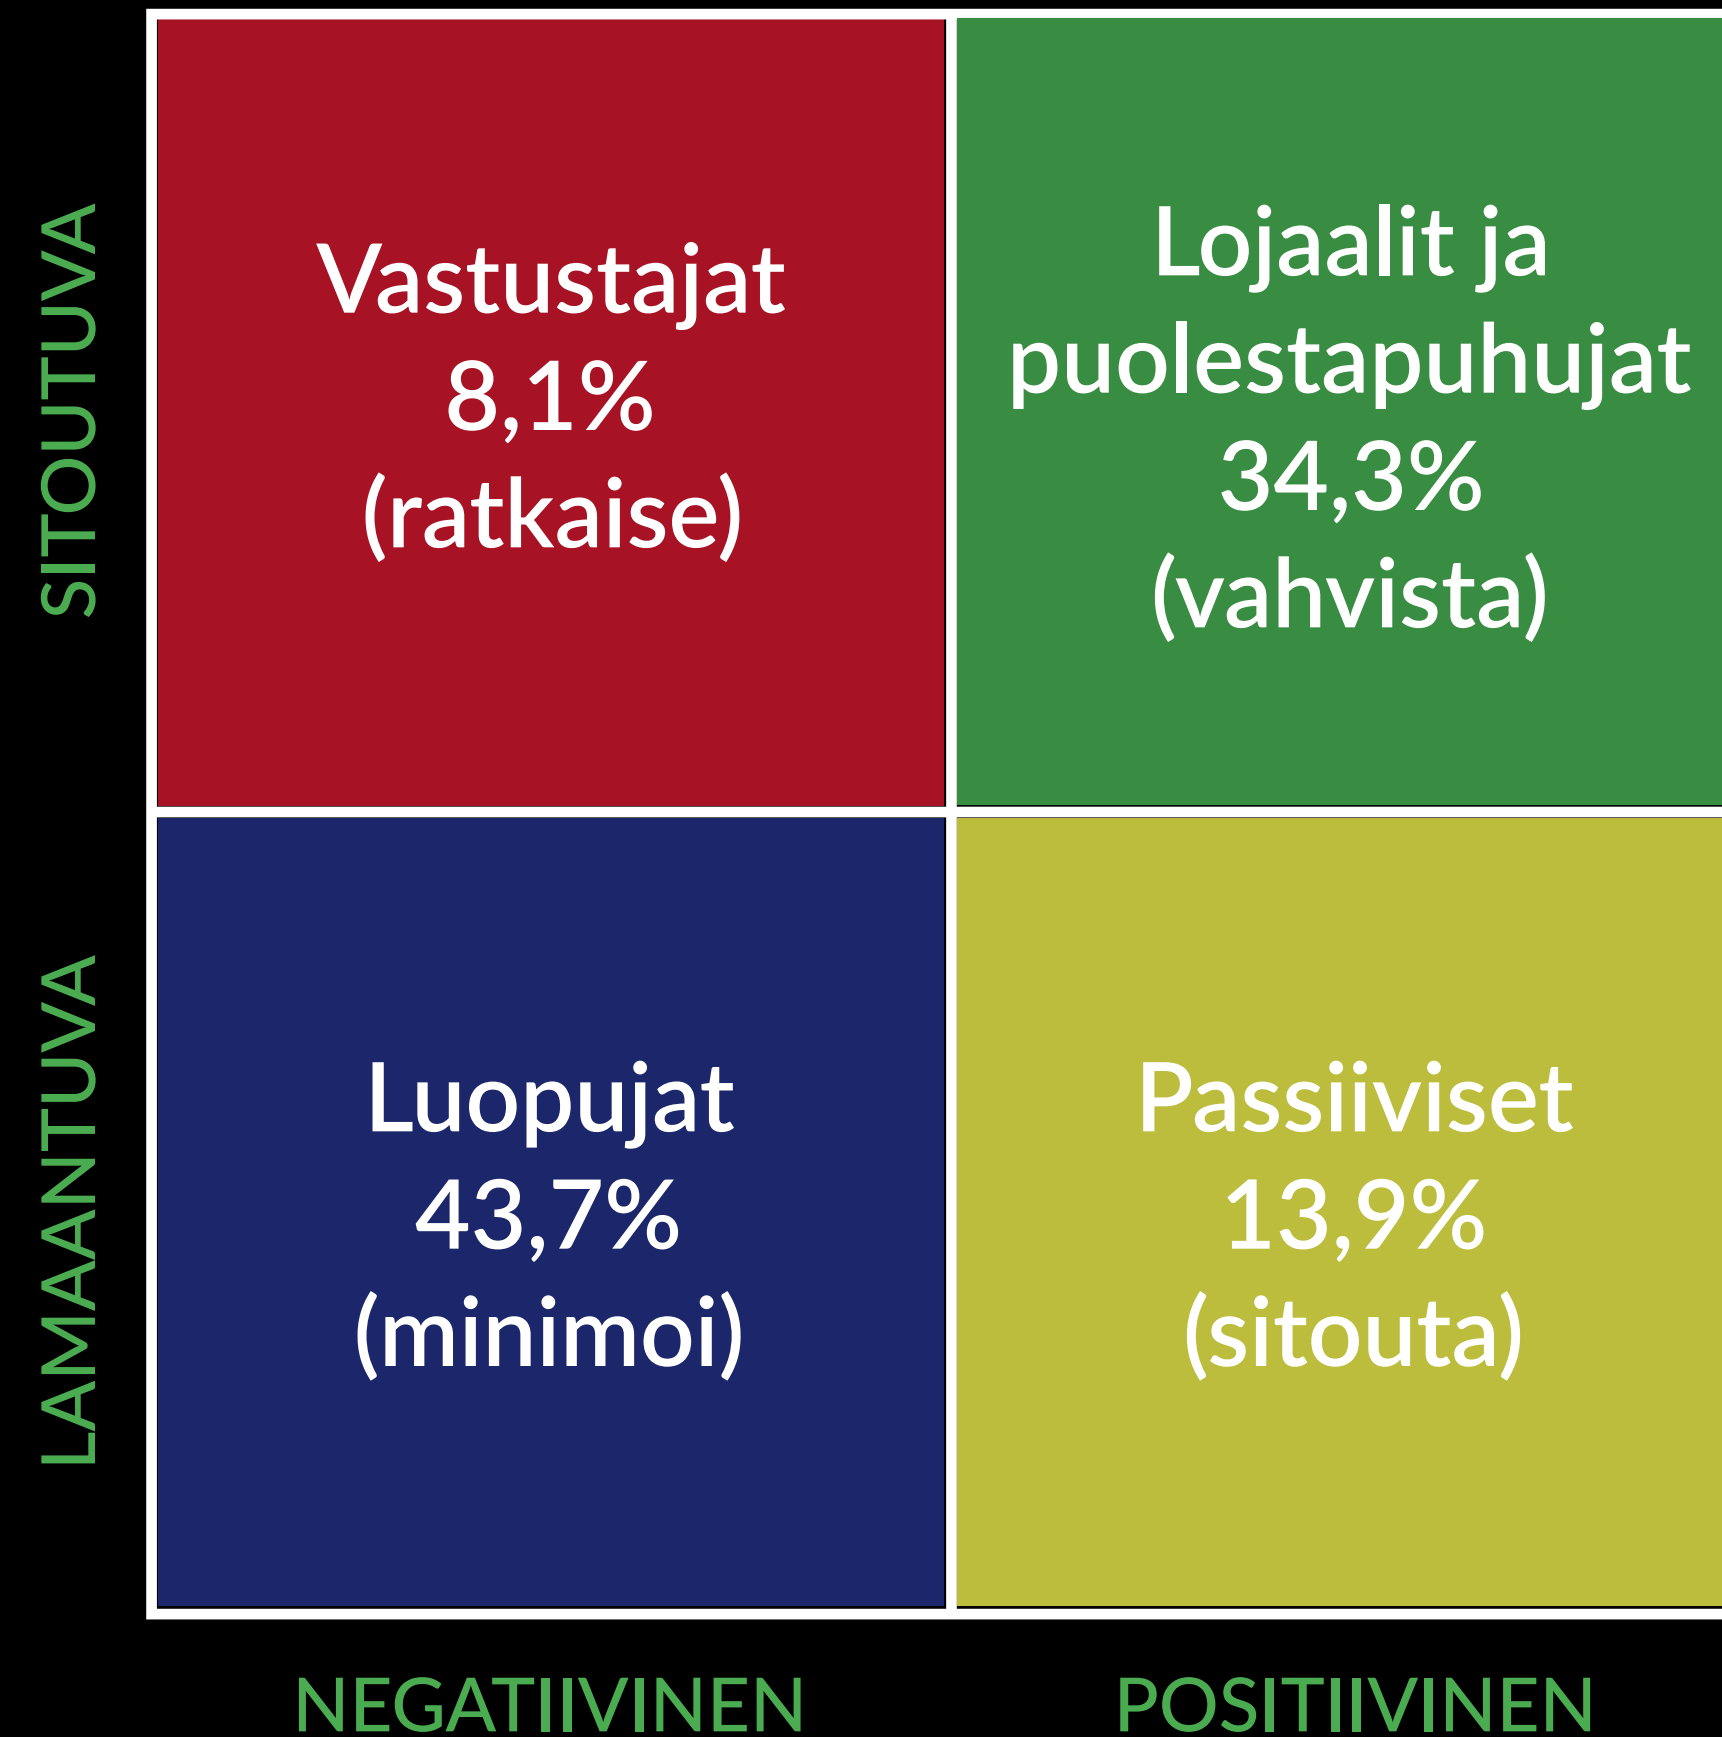 SITOUTUVA
Vastustajat
8,1%
(ratkaise)
Lojaalit ja
puolestapuhujat
34,3%
(vahvista)
LAMAANTUVA
Luopujat
43,7%
(minimoi)
Passiiviset
13,9%
(sitouta)
NEGATIIVINEN
POSITIIVINEN